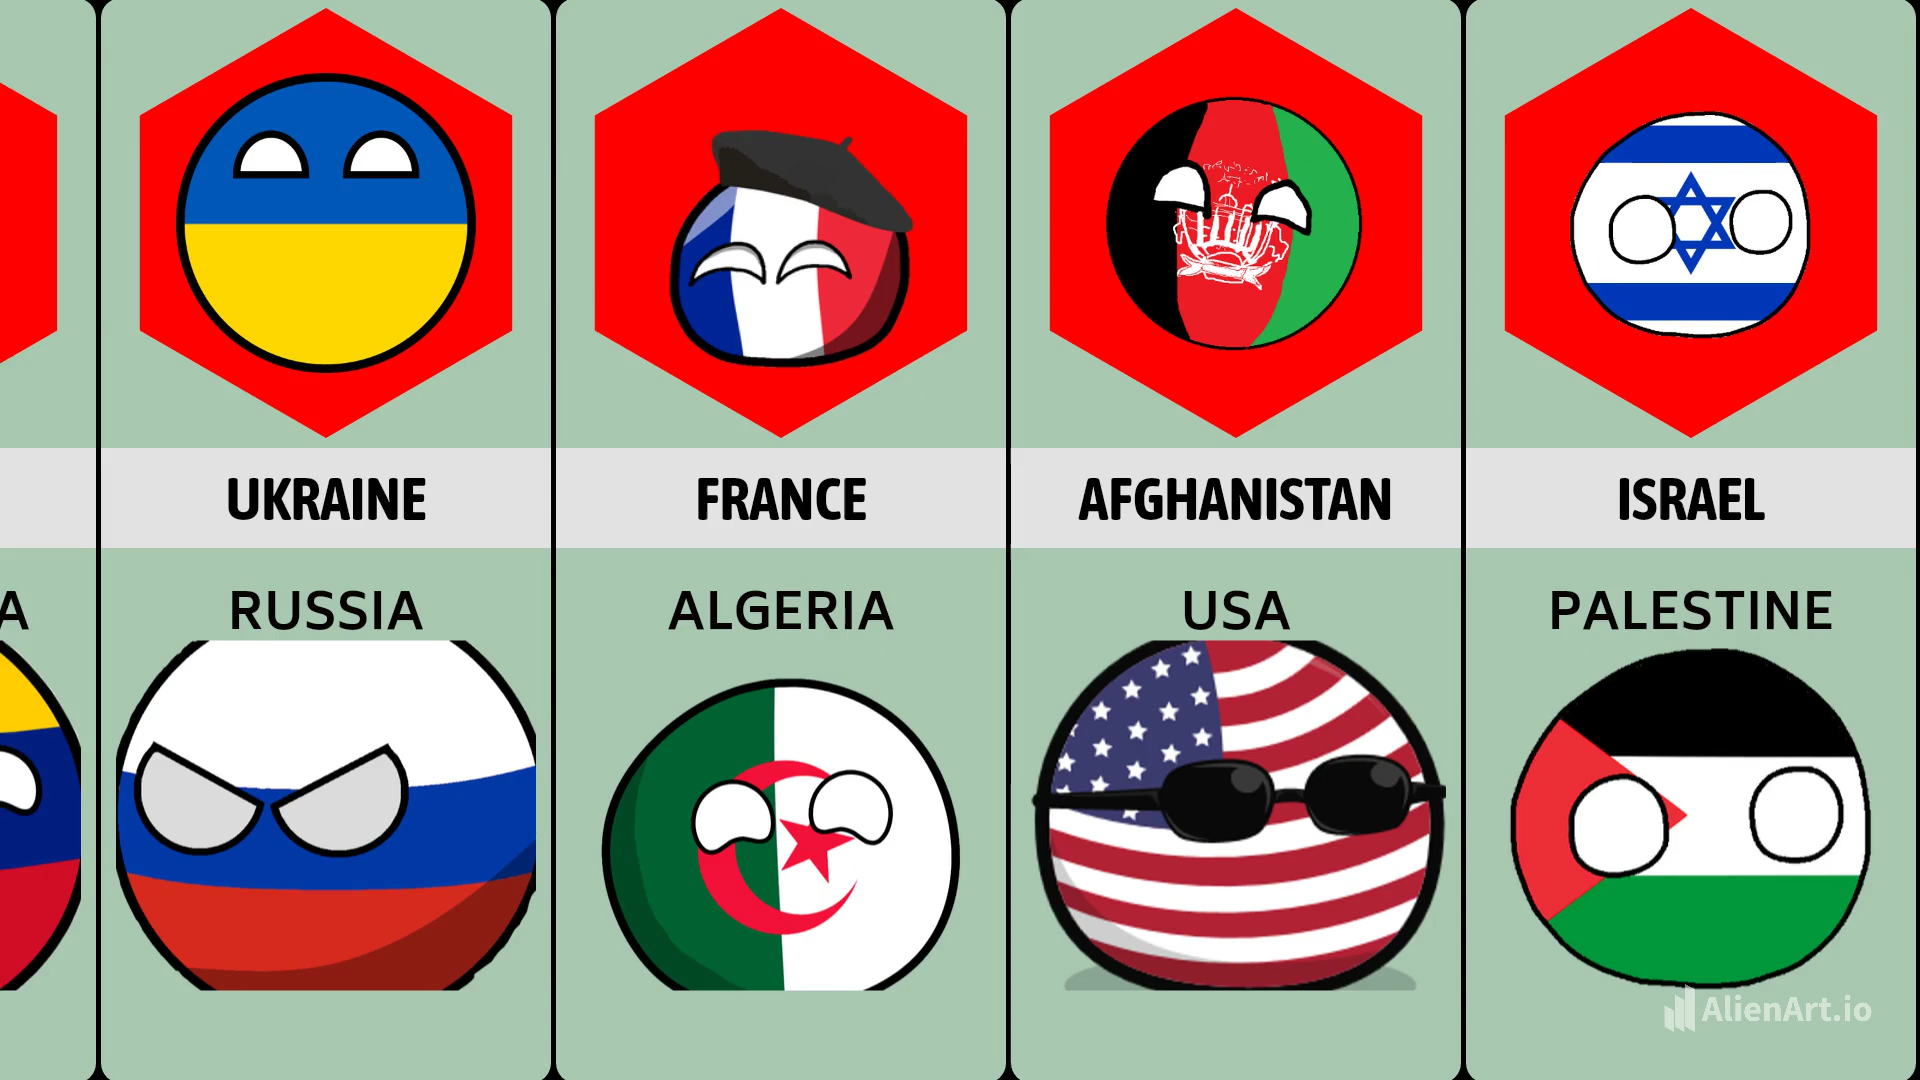 UKRAINE
FRANCE
AFGHANISTAN
ISRAEL
A
RUSSIA
ALGERIA
USA
PALESTINE
AlienArt.io